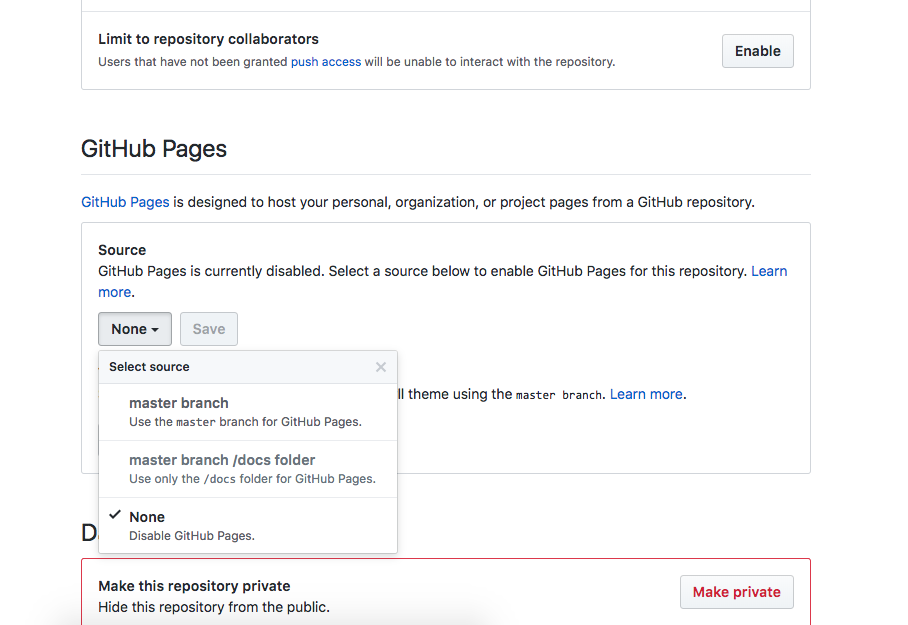 Limit to repository collaborators
Users that have not been granted push access will be unable to interact with the repository.
Enable
GitHub Pages
GitHub Pages is designed to host your personal, organization, or project pages from a GitHub repository.
Source
GitHub Pages is currently disabled. Select a source below to enable GitHub Pages for this repository. Learn
more.
None
Save
Select source
master branch
Use the master branch for GitHub Pages.
master branch /docs folder
Use only the /docs folder for GitHub Pages.
None
Disable GitHub Pages.
theme using the master branch. Learn more.
Make this repository private
Hide this repository from the public.
Make private